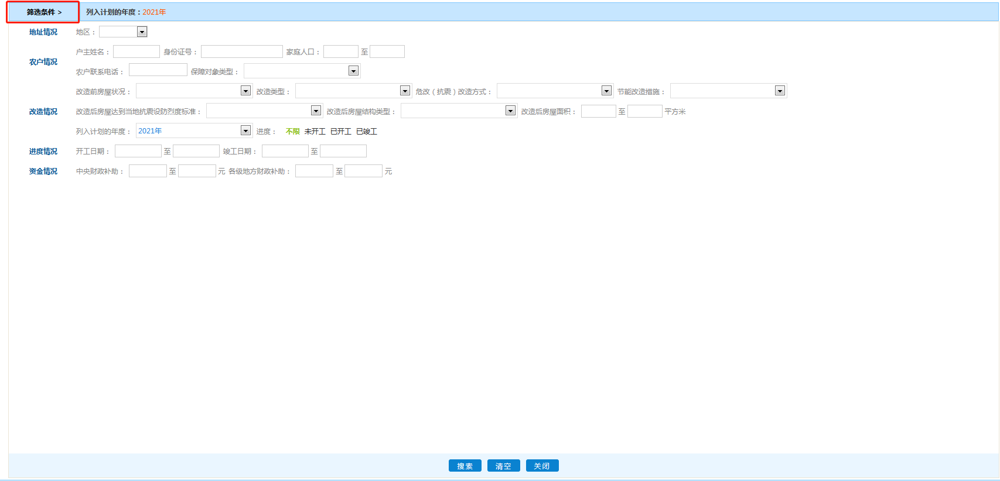 筛选条件 > 列入计划的年度：2021年
地址情况 地区：
户主姓名： 身份证号： 家庭人口： 至
农户情况
农户联系电话： 保障对象类型：
改造前房屋状况： 改造类型： 危改（抗震）改造方式： 节能改造措施：
改造情况 改造后房屋达到当地抗震设防烈度标准： 改造后房屋结构类型： 改造后房屋面积： 至 平方米
列入计划的年度： 2021年 进度： 不限 未开工 已开工 已竣工
进度情况 开工日期： 至 竣工日期： 至
资金情况 中央财政补助： 至 元 各级地方财政补助： 至 元
搜索 清空 关闭